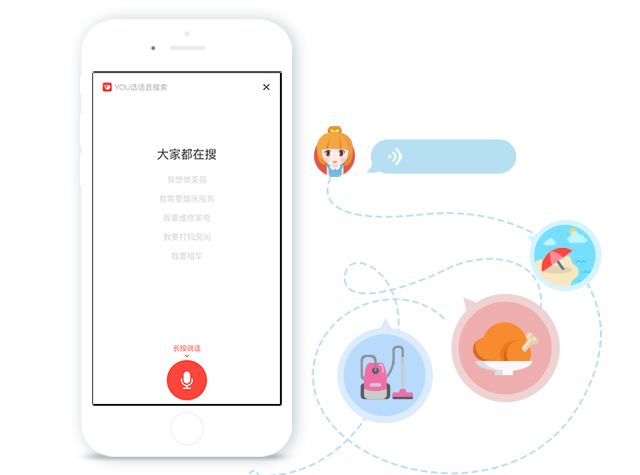 YOU选语音搜索
大家都在搜
我想做美容
我需要婚庆服务
我要维修家电
我要打扫房间
我要租车
长按说话